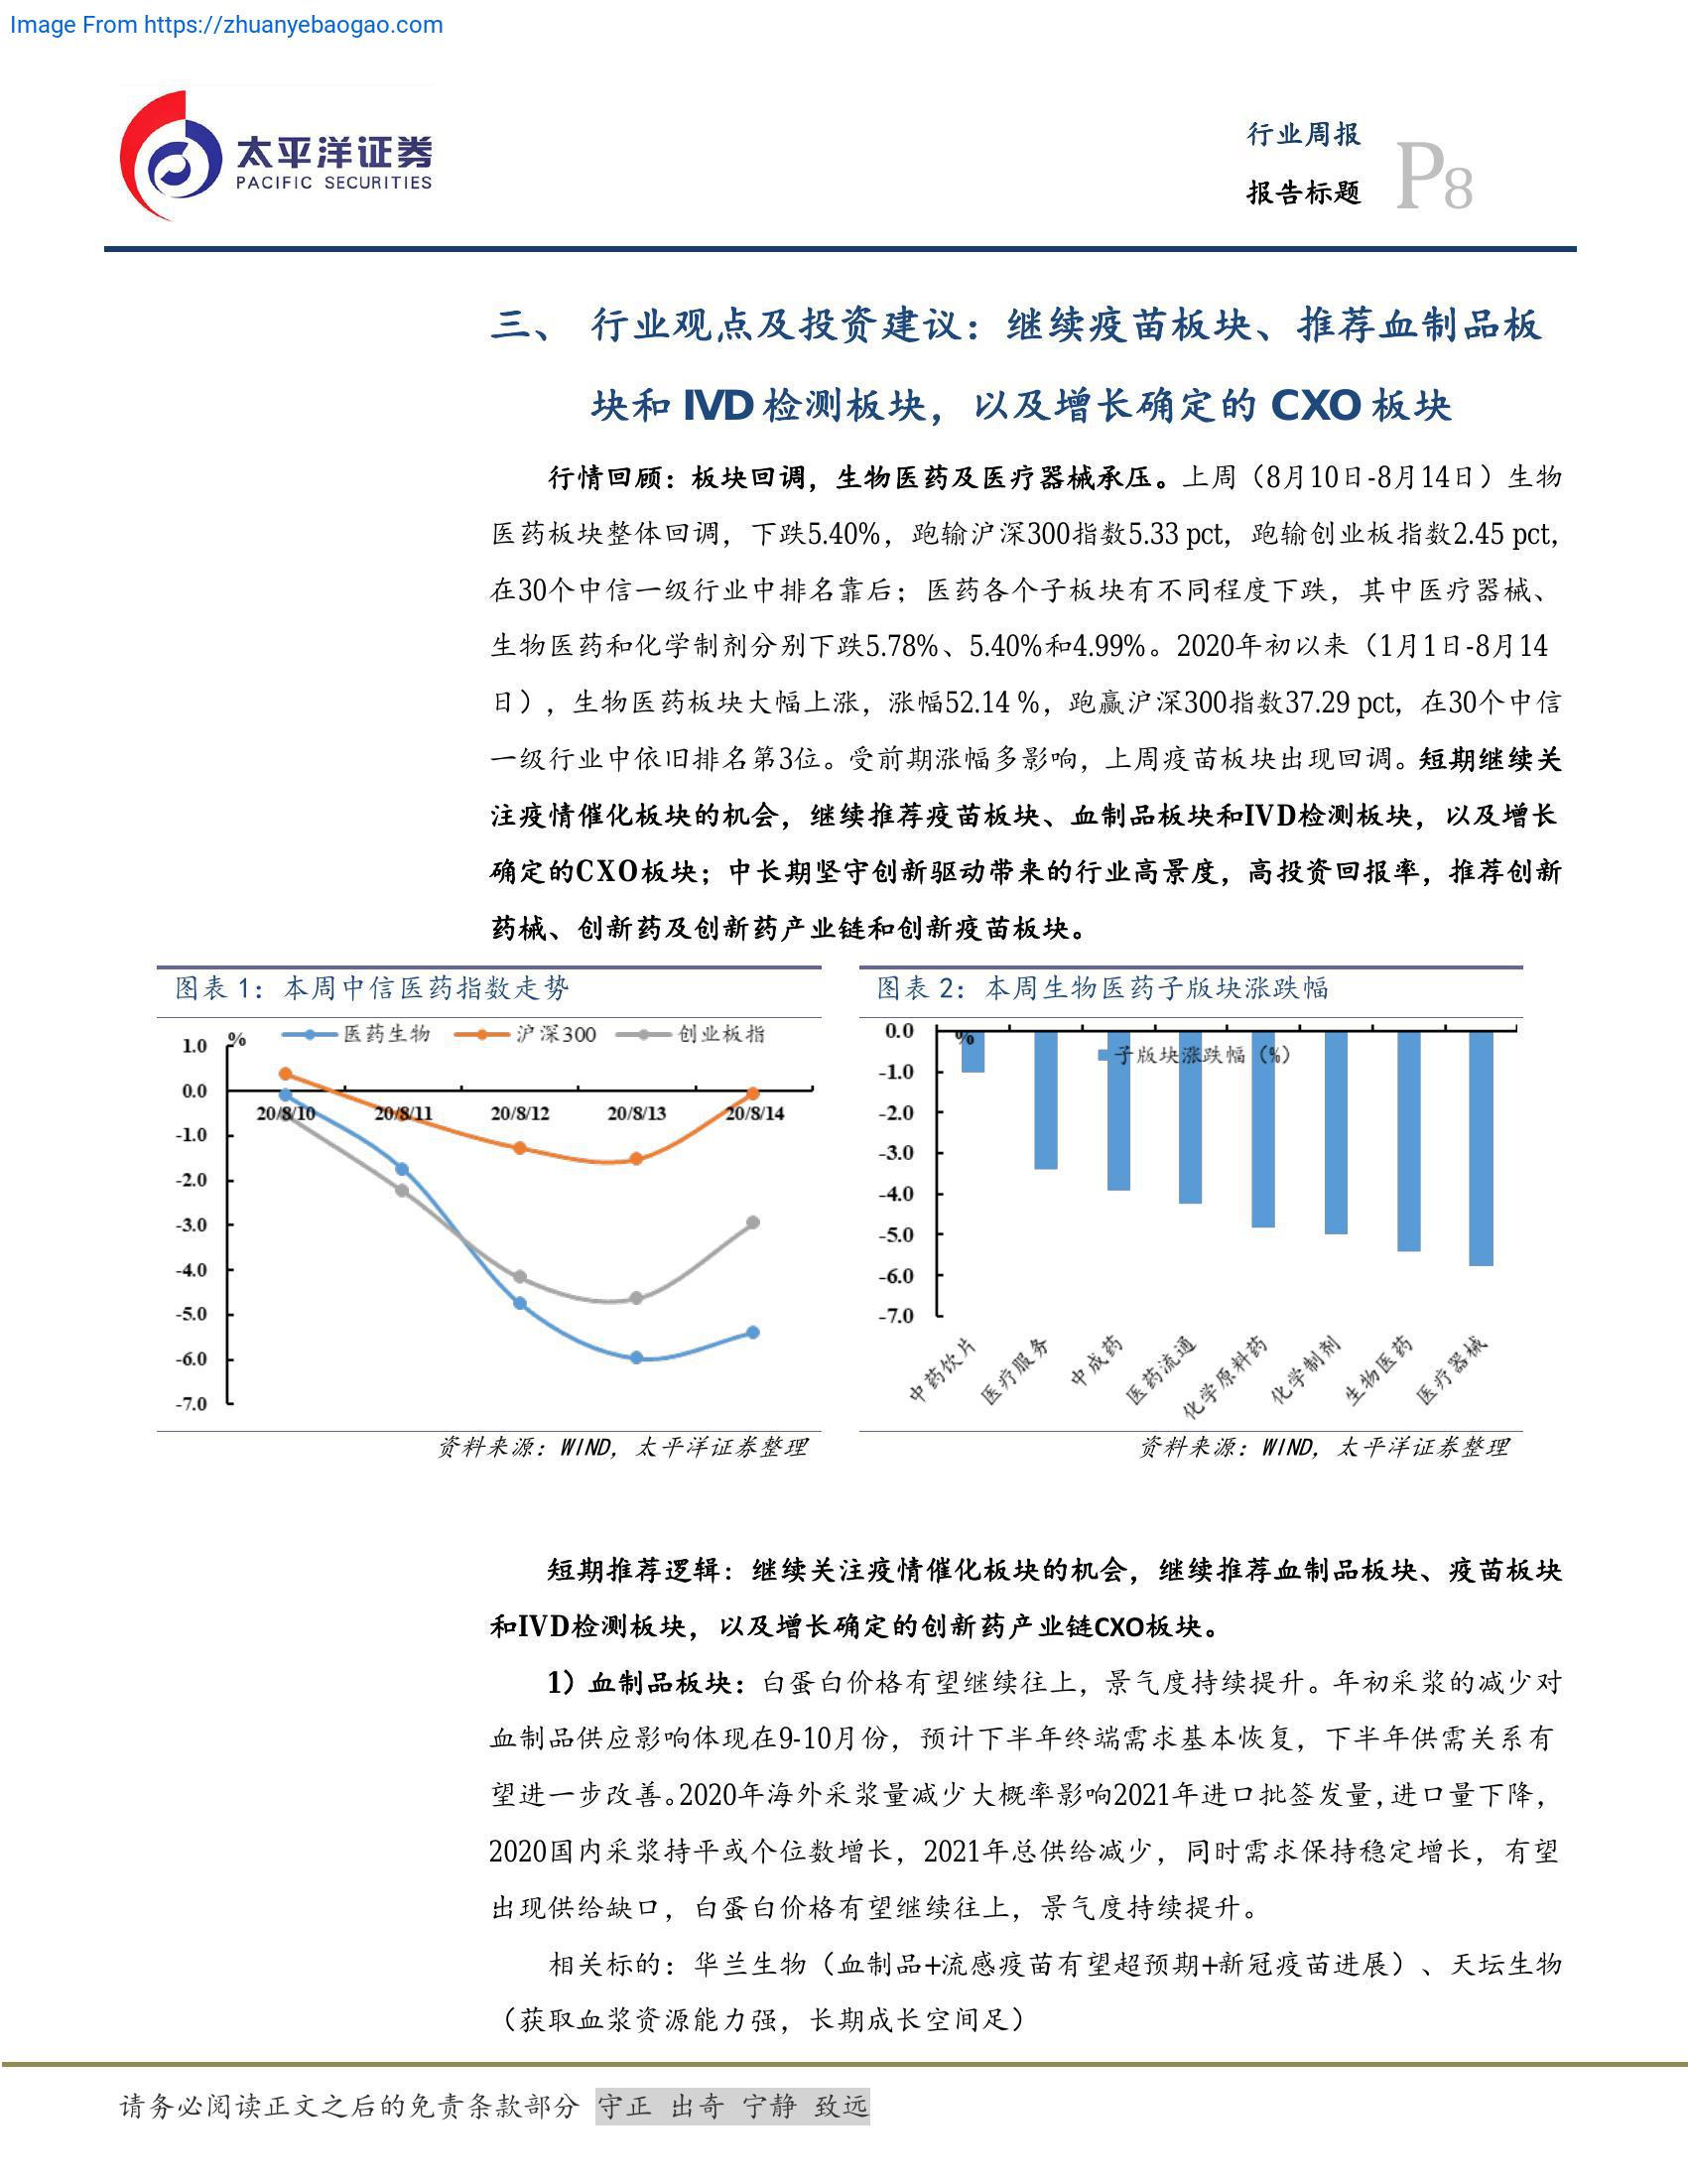 Image From https://zhuanyebaogao.com
太平洋证券
PACIFIC SECURITIES
行业周报
报告标题
P8
三、 行业观点及投资建议：继续疫苗板块、推荐血制品板
块和 IVD 检测板块，以及增长确定的 CXO 板块
行情回顾：板块回调，生物医药及医疗器械承压。上周（8月10日-8月14日）生物
医药板块整体回调，下跌5.40%，跑输沪深300指数5.33 pct，跑输创业板指数2.45 pct，
在30个中信一级行业中排名靠后；医药各个子板块有不同程度下跌，其中医疗器械、
生物医药和化学制剂分别下跌5.78%、5.40%和4.99%。2020年初以来（1月1日-8月14
日），生物医药板块大幅上涨，涨幅52.14 %，跑赢沪深300指数37.29 pct，在30个中信
一级行业中依旧排名第3位。受前期涨幅多影响，上周疫苗板块出现回调。短期继续关
注疫情催化板块的机会，继续推荐疫苗板块、血制品板块和IVD检测板块，以及增长
确定的CXO板块；中长期坚守创新驱动带来的行业高景度，高投资回报率，推荐创新
药械、创新药及创新药产业链和创新疫苗板块。
图表 1：本周中信医药指数走势
%
医药生物 沪深300 创业板指
1.0
0.0
-1.0
-2.0
-3.0
-4.0
-5.0
-6.0
-7.0
20/8/10 20/8/11 20/8/12 20/8/13 20/8/14
资料来源：WIND，太平洋证券整理
图表 2：本周生物医药子版块涨跌幅
%
子版块涨跌幅（%）
0.0
-1.0
-2.0
-3.0
-4.0
-5.0
-6.0
-7.0
中药饮片 医疗服务 中成药 医药流通 化学原料药 化学制剂 生物医药 医疗器械
资料来源：WIND，太平洋证券整理
短期推荐逻辑：继续关注疫情催化板块的机会，继续推荐血制品板块、疫苗板块
和IVD检测板块，以及增长确定的创新药产业链CXO板块。
1）血制品板块：白蛋白价格有望继续往上，景气度持续提升。年初采浆的减少对
血制品供应影响体现在9-10月份，预计下半年终端需求基本恢复，下半年供需关系有
望进一步改善。2020年海外采浆量减少大概率影响2021年进口批签发量,进口量下降，
2020国内采浆持平或个位数增长，2021年总供给减少，同时需求保持稳定增长，有望
出现供给缺口，白蛋白价格有望继续往上，景气度持续提升。
相关标的：华兰生物（血制品+流感疫苗有望超预期+新冠疫苗进展）、天坛生物
（获取血浆资源能力强，长期成长空间足）
请务必阅读正文之后的免责条款部分 守正 出奇 宁静 致远